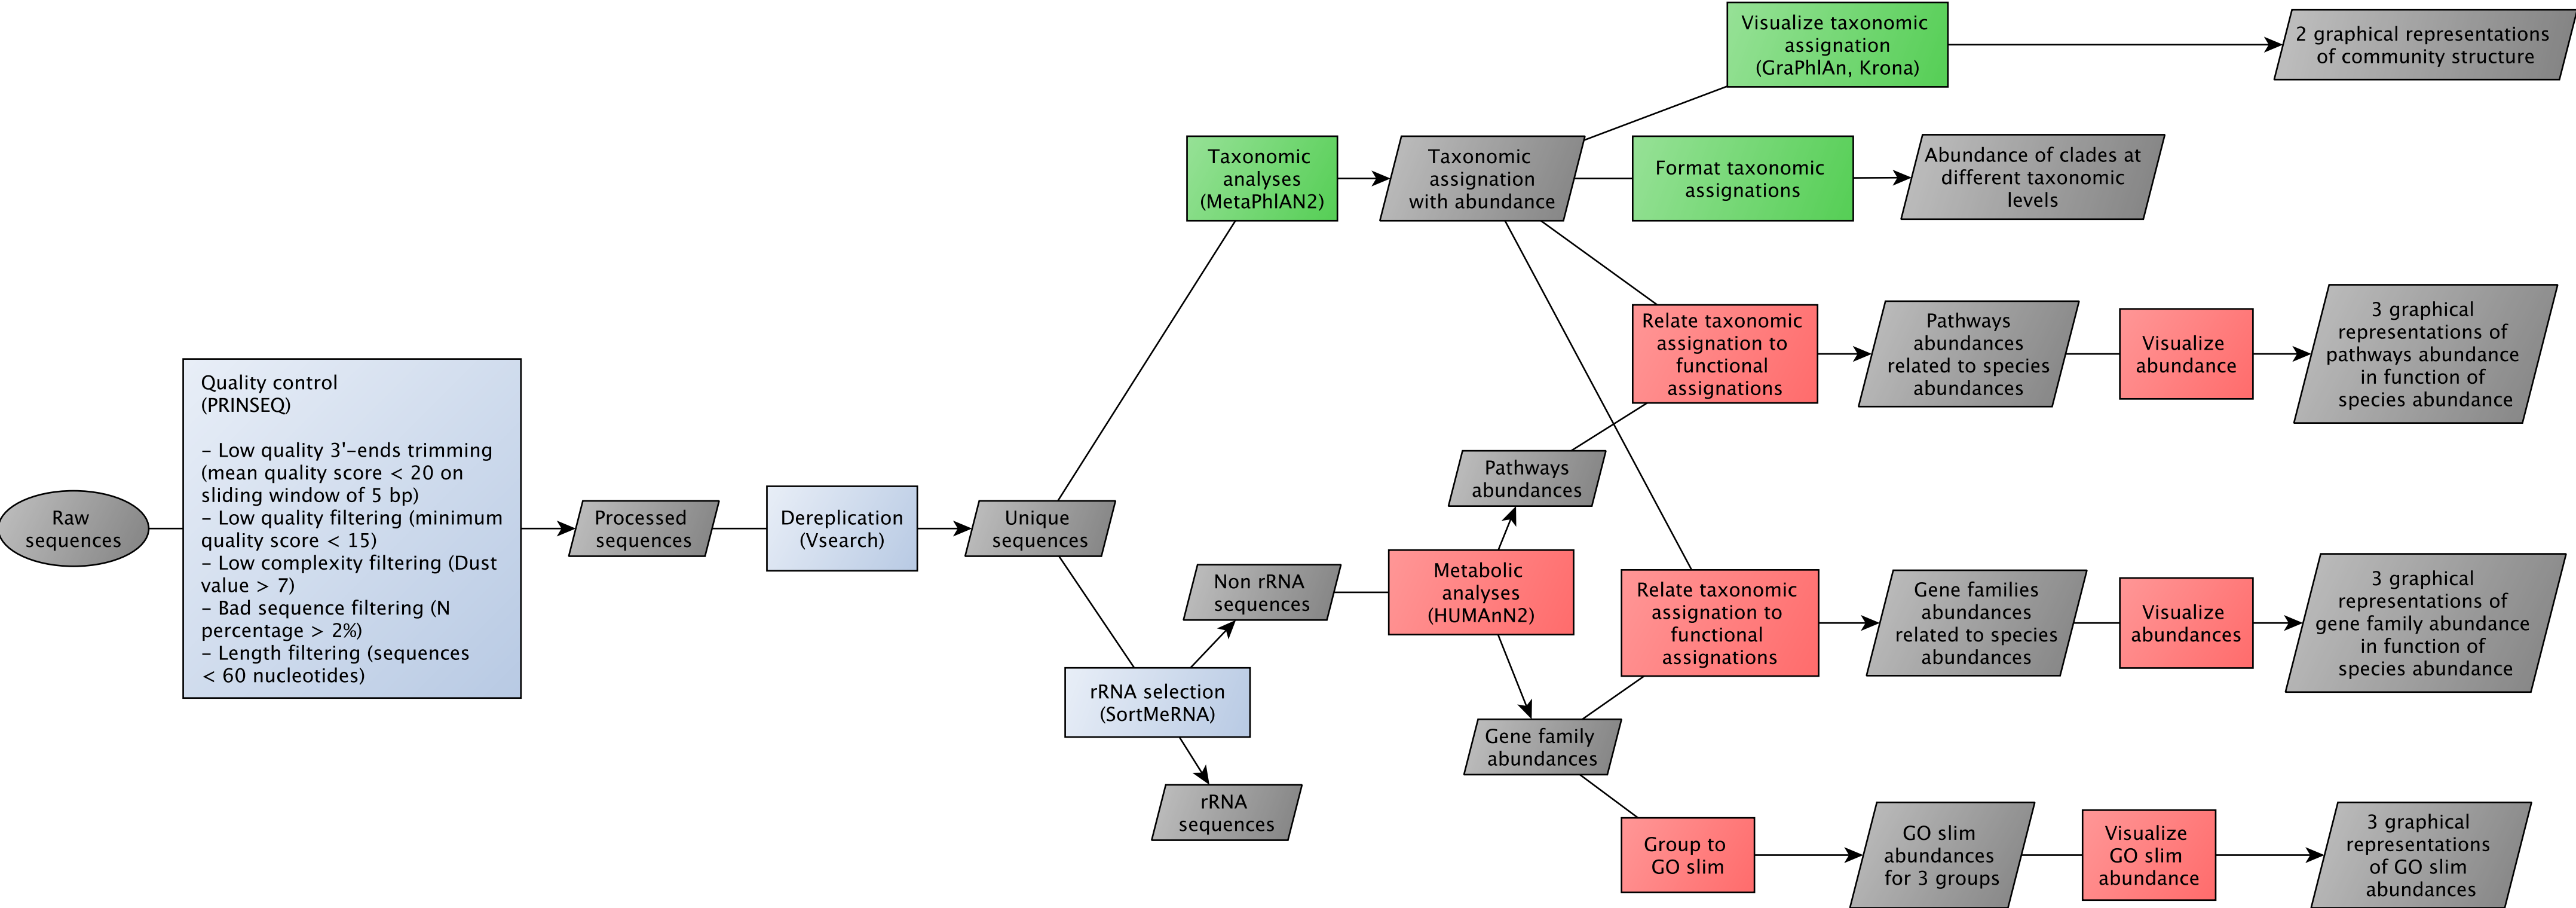 Raw
sequences
Quality control
(PRINSEQ)
– Low quality 3'–ends trimming
(mean quality score < 20 on
sliding window of 5 bp)
– Low quality filtering (minimum
quality score < 15)
– Low complexity filtering (Dust
value > 7)
– Bad sequence filtering (N
percentage > 2%)
– Length filtering (sequences
< 60 nucleotides)
Processed
sequences
Dereplication
(Vsearch)
Unique
sequences
Taxonomic
analyses
(MetaPhlAN2)
Taxonomic
assignation
with abundance
Visualize taxonomic
assignation
(GraPhlAn, Krona)
2 graphical representations
of community structure
Format taxonomic
assignations
Abundance of clades at
different taxonomic
levels
Relate taxonomic
assignation to
functional
assignations
Pathways
abundances
related to species
abundances
Visualize
abundance
3 graphical
representations of
pathways abundance
in function of
species abundance
Pathways
abundances
rRNA selection
(SortMeRNA)
Non rRNA
sequences
rRNA
sequences
Metabolic
analyses
(HUMAnN2)
Relate taxonomic
assignation to
functional
assignations
Gene families
abundances
related to species
abundances
Visualize
abundances
3 graphical
representations of
gene family abundance
in function of
species abundance
Gene family
abundances
Group to
GO slim
GO slim
abundances
for 3 groups
Visualize
GO slim
abundance
3 graphical
representations
of GO slim
abundances